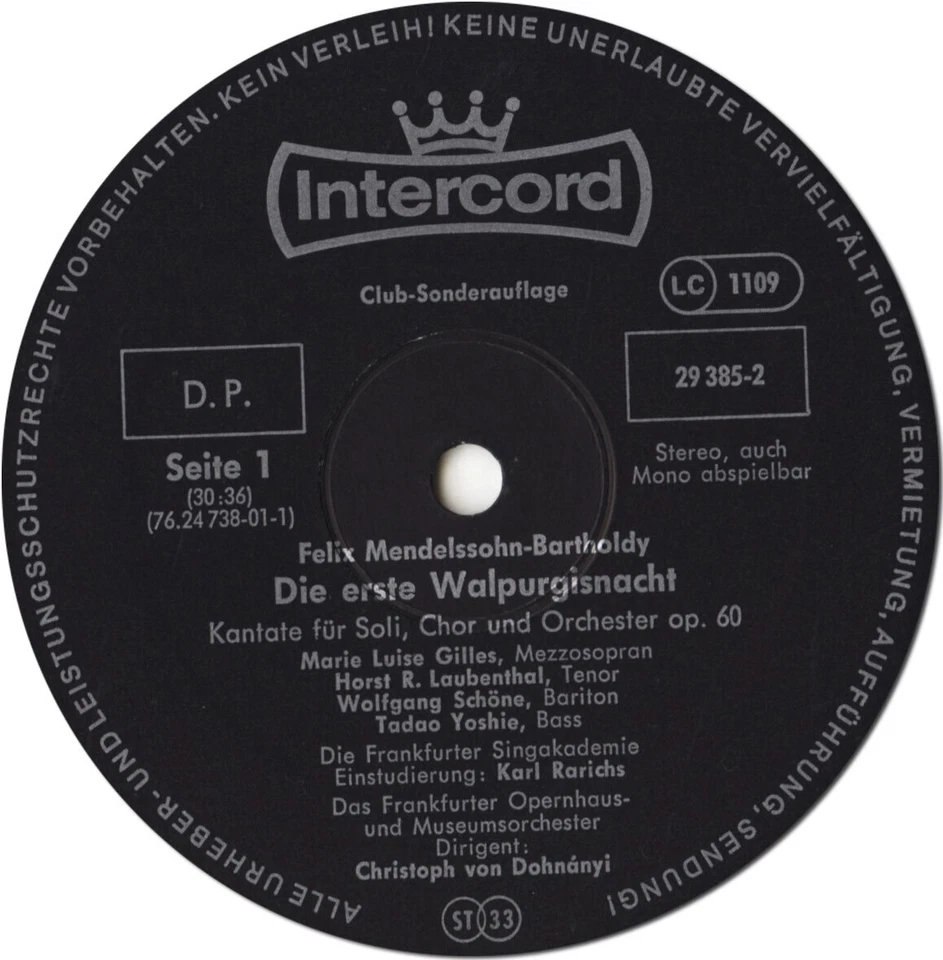 ALLE URHEBER- UND LEISTUNGSSCHUTZRECHTE VORBEHALTEN. KEIN VERLEIH! KEINE UNERLAUBTE VERVIELFÄLTIGUNG, VERMIETUNG, AUFFÜHRUNG, SENDUNG!
Intercord
Club-Sonderauflage
LC 1109
D.P.
29 385-2
Seite 1
(30:36)
(76.24 738-01-1)
Stereo, auch
Mono abspielbar
Felix Mendelssohn-Bartholdy
Die erste Walpurgisnacht
Kantate für Soli, Chor und Orchester op. 60
Marie Luise Gilles, Mezzosopran
Horst R. Laubenthal, Tenor
Wolfgang Schöne, Bariton
Tadao Yoshie, Bass
Die Frankfurter Singakademie
Einstudierung: Karl Rarichs
Das Frankfurter Opernhaus-
und Museumsorchester
Dirigent:
Christoph von Dohnányi
ST 33